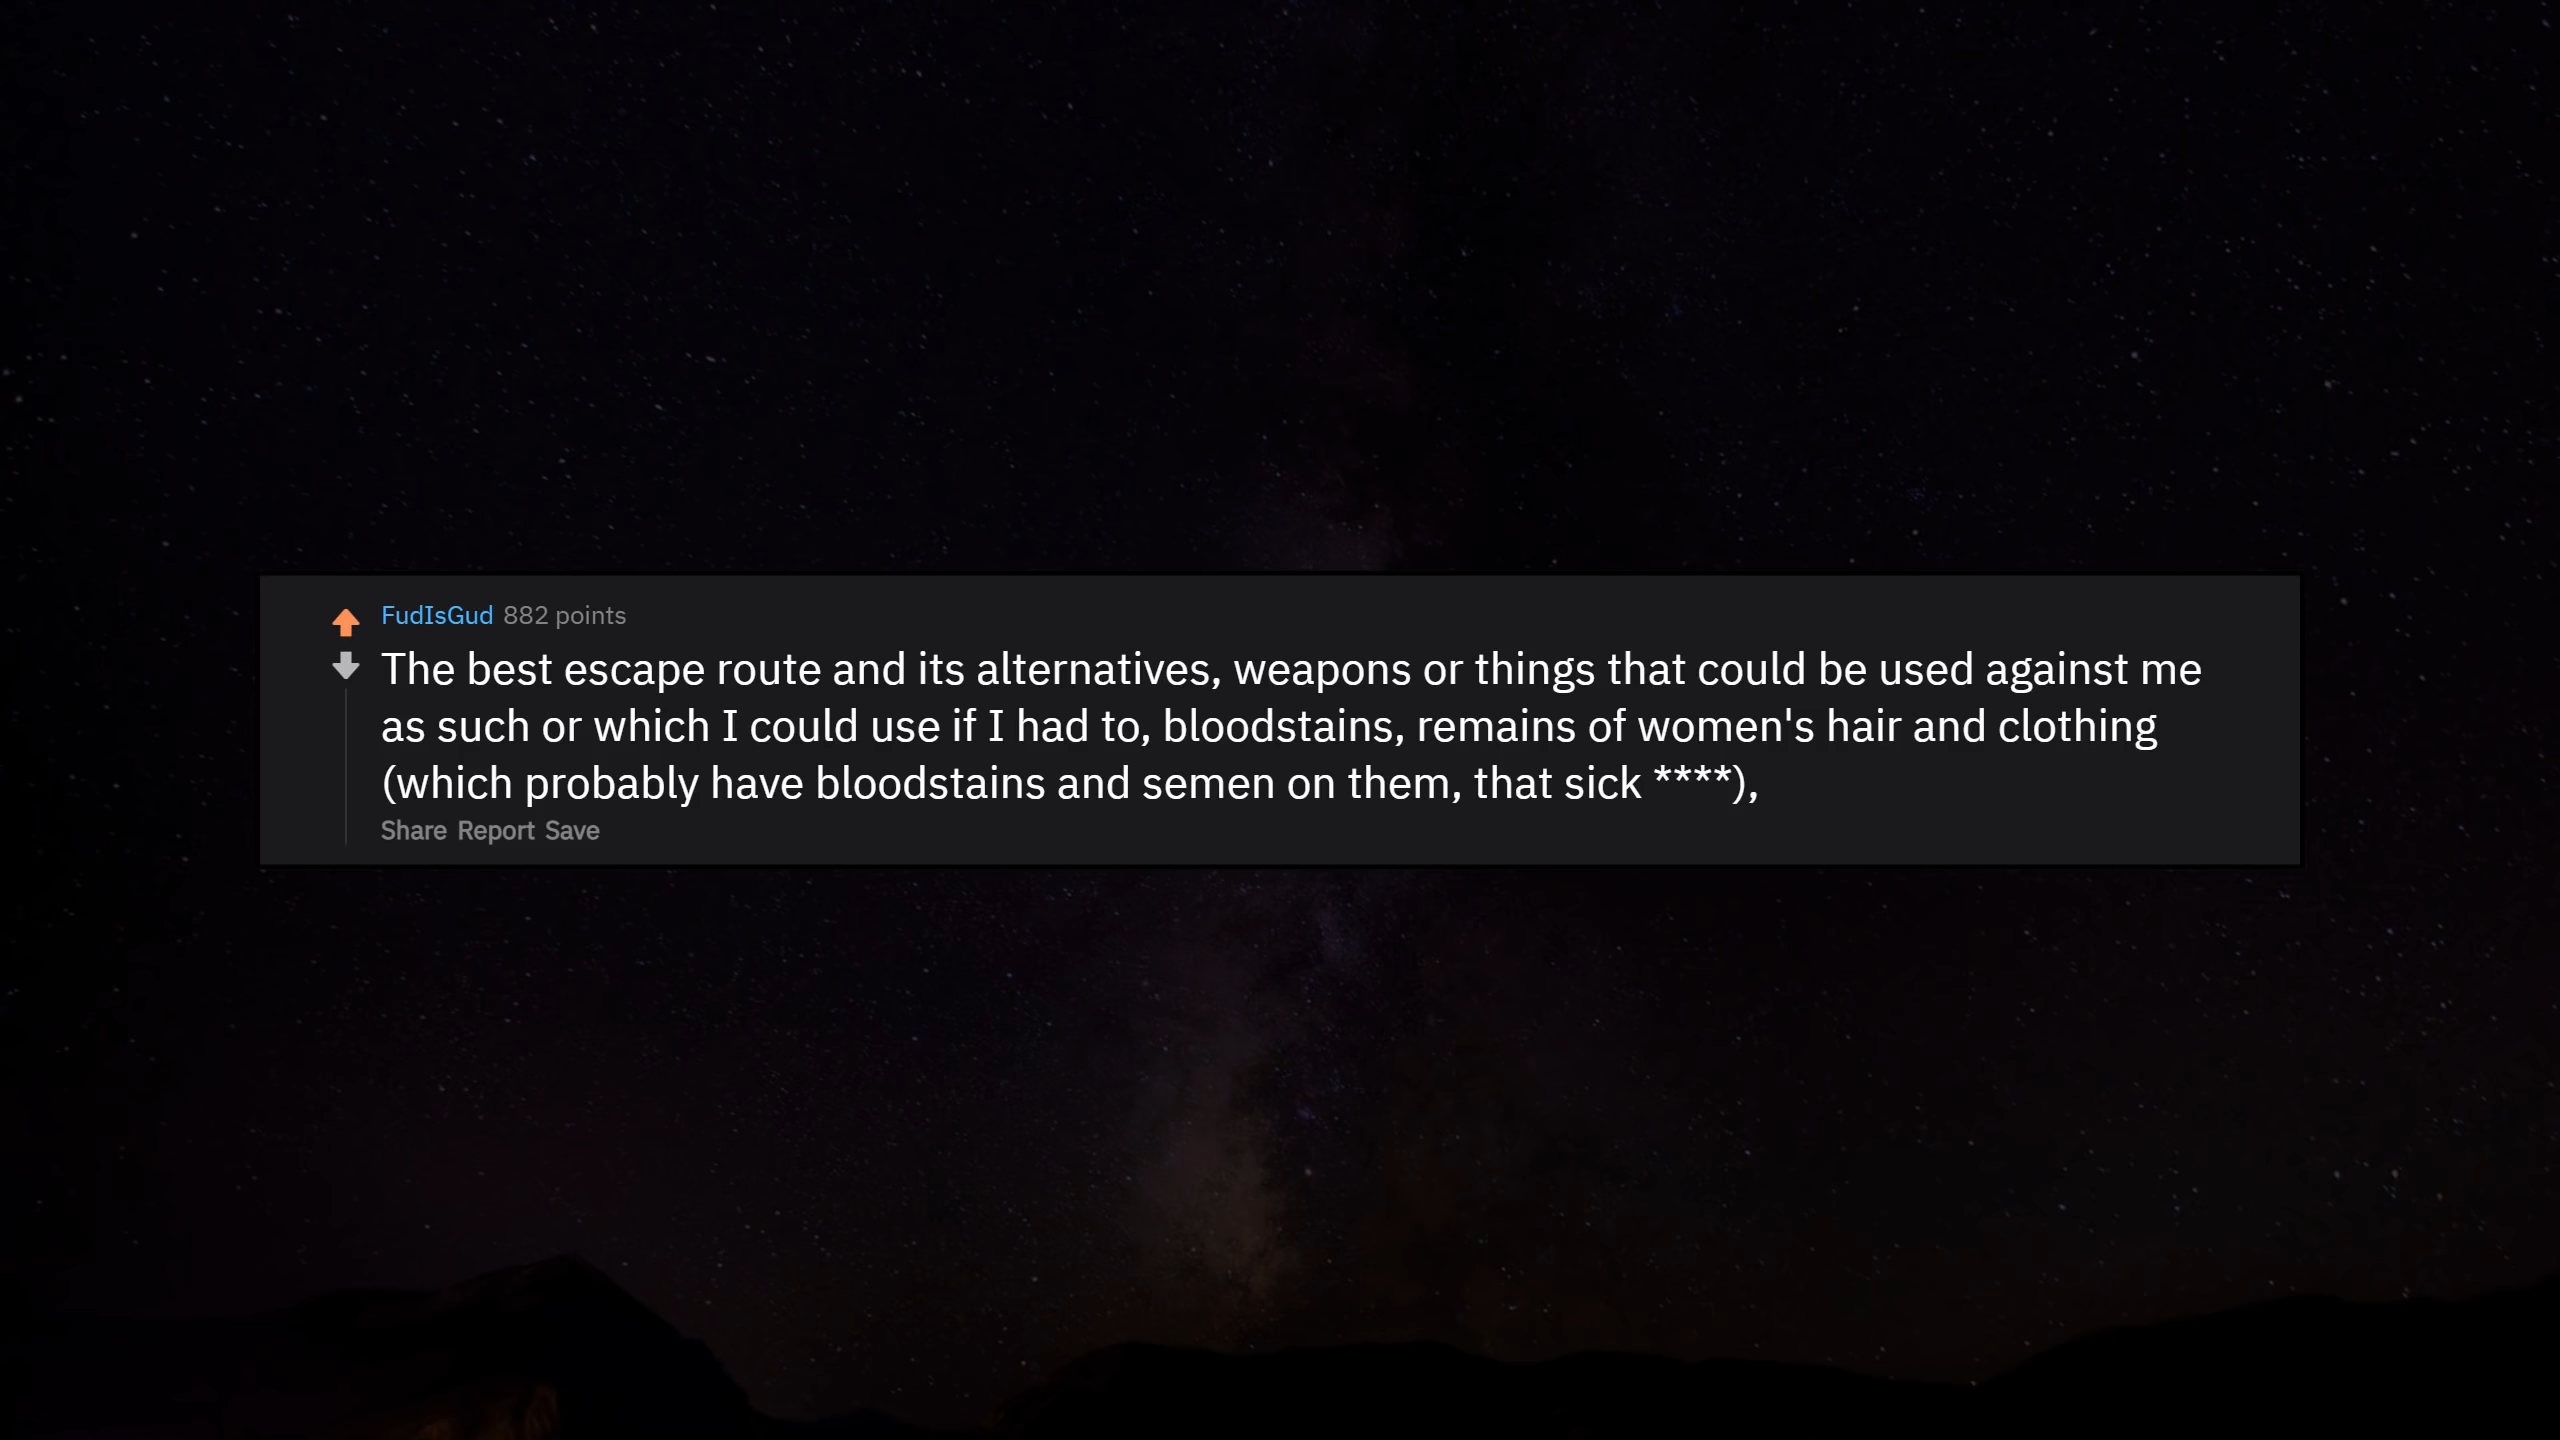 FudIsGud 882 points
The best escape route and its alternatives, weapons or things that could be used against me
as such or which I could use if I had to, bloodstains, remains of women's hair and clothing
(which probably have bloodstains and semen on them, that sick ****),
Share Report Save